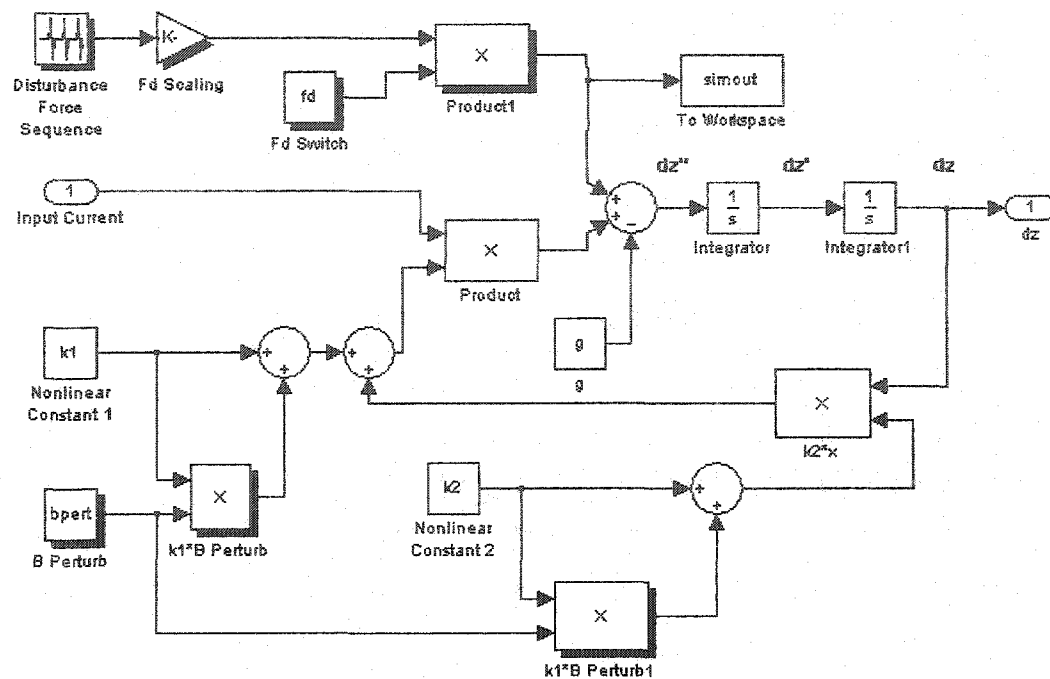 K-
Disturbance
Force
Sequence
Fd Scaling
fd
Fd Switch
×
Product1
simout
To Workspace
1
Input Current
×
Product
+
+
−
dz''
1
s
Integrator
dz'
1
s
Integrator1
dz
1
dz
g
g
k1
Nonlinear
Constant 1
+
+
+
+
×
k2*x
bpert
B Perturb
×
k1*B Perturb
k2
Nonlinear
Constant 2
+
+
×
k1*B Perturb1